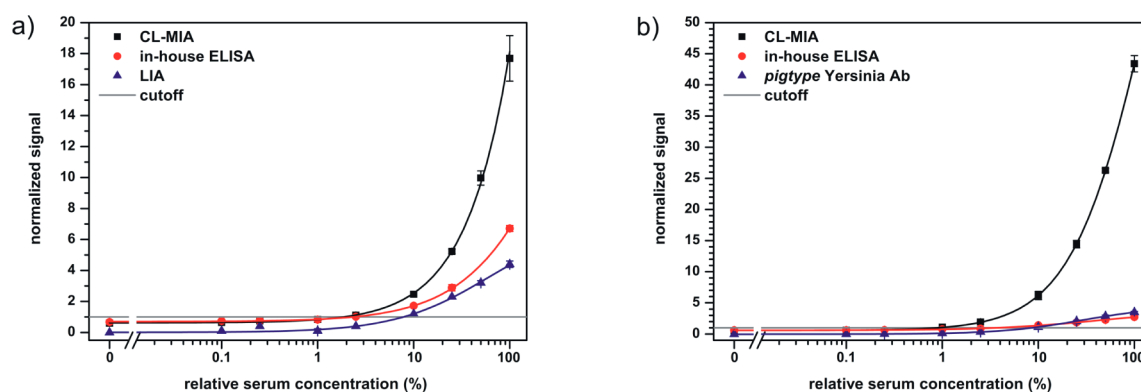 a)
CL-MIA
in-house ELISA
LIA
cutoff
normalized signal
20
18
16
14
12
10
8
6
4
2
0
0 0.1 1 10 100
relative serum concentration (%)
b)
CL-MIA
in-house ELISA
pigtype Yersinia Ab
cutoff
normalized signal
50
45
40
35
30
25
20
15
10
5
0
0 0.1 1 10 100
relative serum concentration (%)